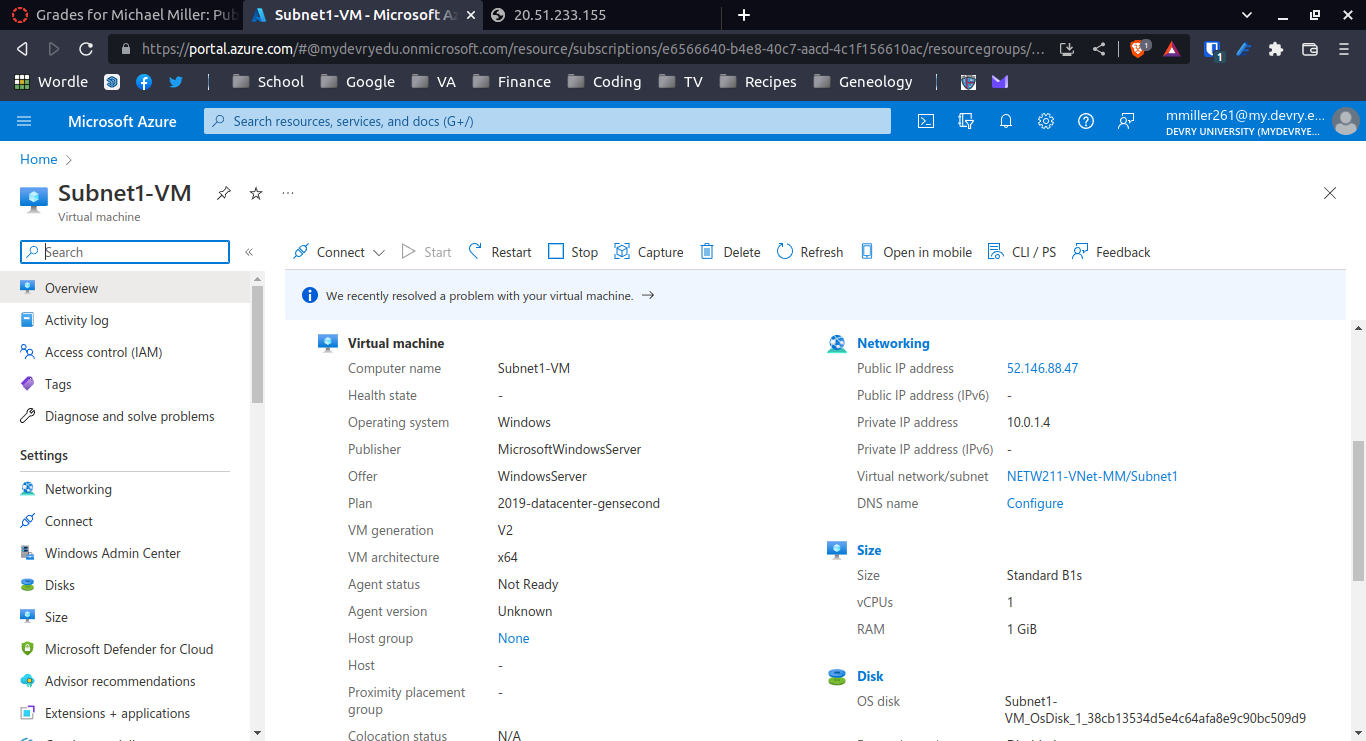 Grades for Michael Miller: Pub
Subnet1-VM - Microsoft Az
20.51.233.155
https://portal.azure.com/#@mydevryedu.onmicrosoft.com/resource/subscriptions/e6566640-b4e8-40c7-aacd-4c1f156610ac/resourcegroups/...
1
1
Wordle
School
Google
VA
Finance
Coding
TV
Recipes
Geneology
Microsoft Azure
Search resources, services, and docs (G+/)
mmiller261@my.devry.e...
DEVRY UNIVERSITY (MYDEVRYE...
Home
Subnet1-VM
Virtual machine
Search
Connect
Start
Restart
Stop
Capture
Delete
Refresh
Open in mobile
CLI / PS
Feedback
We recently resolved a problem with your virtual machine.
Overview
Activity log
Access control (IAM)
Tags
Diagnose and solve problems
Settings
Networking
Connect
Windows Admin Center
Disks
Size
Microsoft Defender for Cloud
Advisor recommendations
Extensions + applications
Virtual machine
Computer name Subnet1-VM
Health state -
Operating system Windows
Publisher MicrosoftWindowsServer
Offer WindowsServer
Plan 2019-datacenter-gensecond
VM generation V2
VM architecture x64
Agent status Not Ready
Agent version Unknown
Host group None
Host -
Proximity placement group -
Colocation status N/A
Networking
Public IP address 52.146.88.47
Public IP address (IPv6) -
Private IP address 10.0.1.4
Private IP address (IPv6) -
Virtual network/subnet NETW211-VNet-MM/Subnet1
DNS name Configure
Size
Size Standard B1s
vCPUs 1
RAM 1 GiB
Disk
OS disk Subnet1-
VM_OsDisk_1_38cb13534d5e4c64afa8e9c90bc509d9